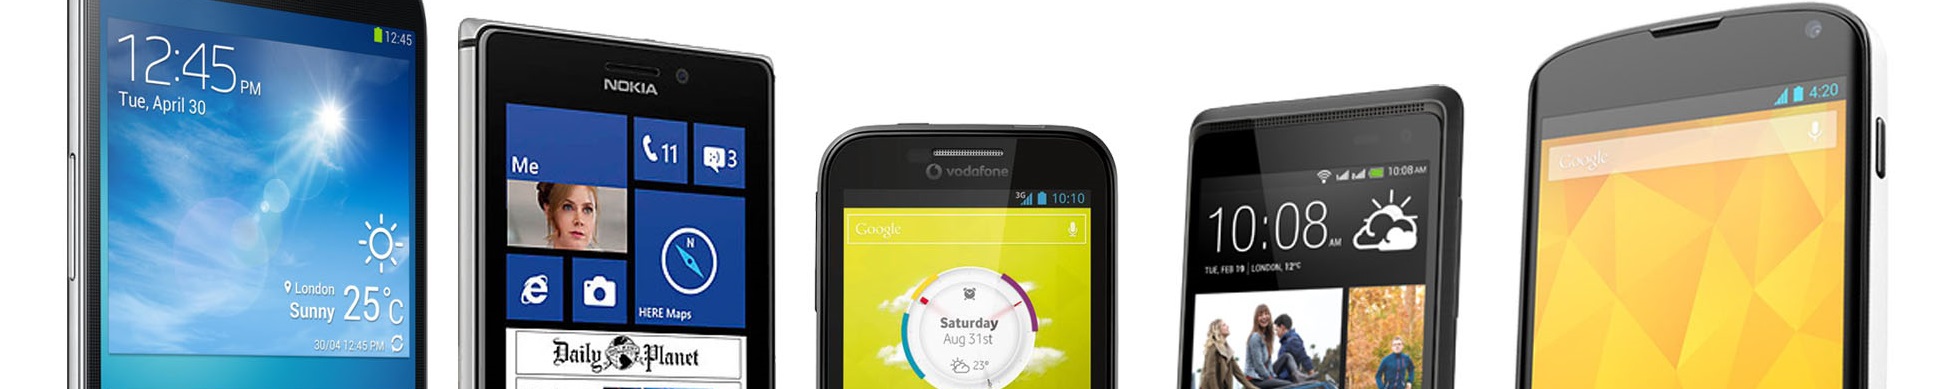 12:45
12:45 PM
Tue, April 30
London
Sunny 25°C
30/04 12:45 PM
NOKIA
Me
11
3
N
HERE Maps
Daily Planet
vodafone
3G 10:10
Google
Saturday
Aug 31st
23°
10:08 AM
10:08 AM
TUE, FEB 19 | LONDON, 12°C
4:20
Google